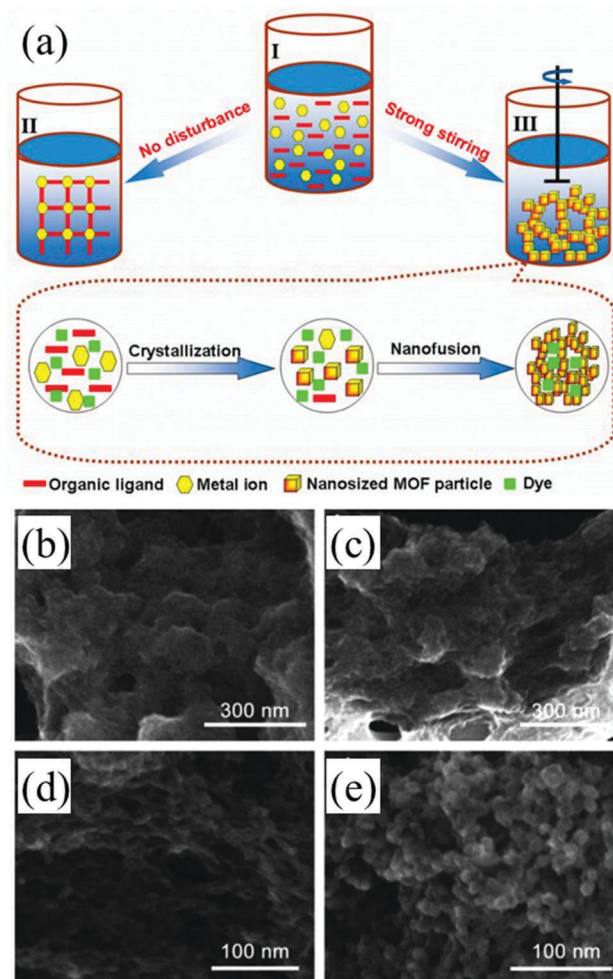 (a)
I
II
No disturbance
Strong stirring
III
Crystallization
Nanofusion
Organic ligand Metal ion Nanosized MOF particle Dye
(b)
300 nm
(c)
300 nm
(d)
100 nm
(e)
100 nm